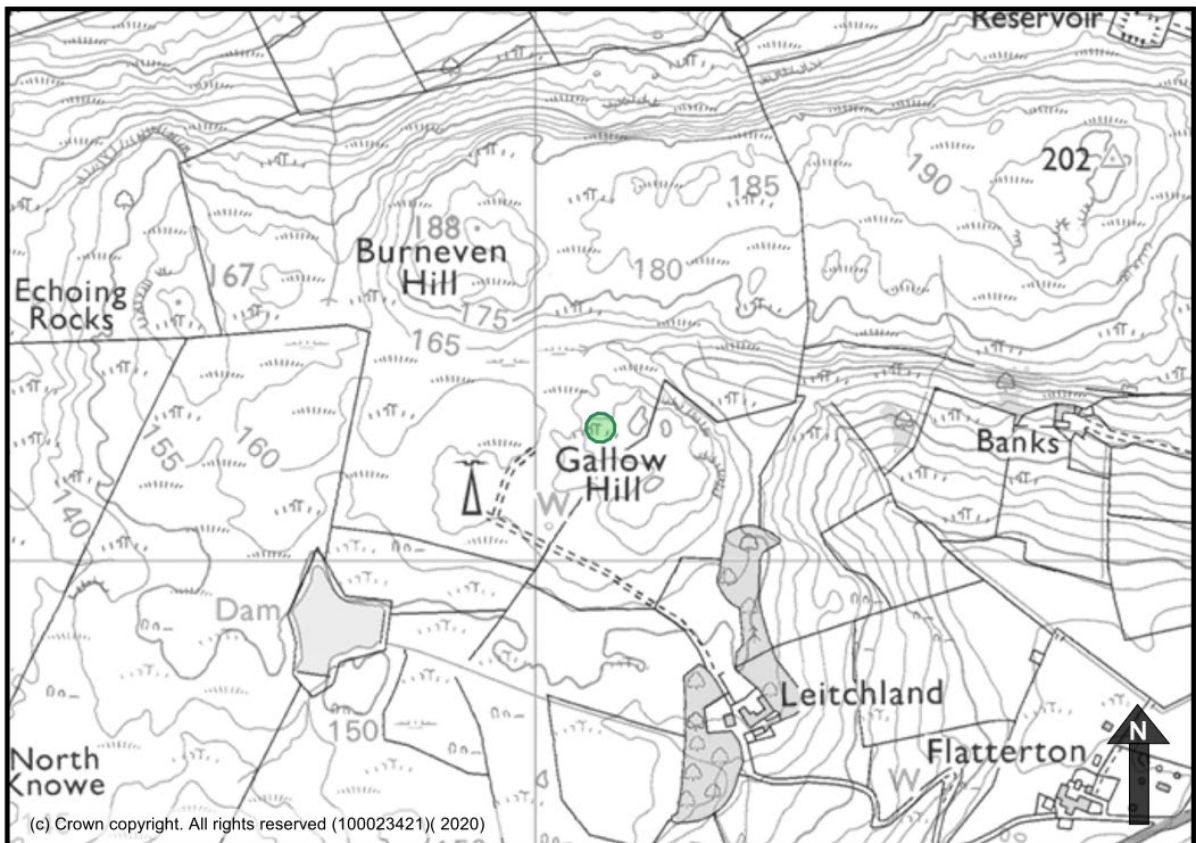 Reservoir
202
190
185
188
Burneven
Hill
180
167
Echoing
Rocks
175
165
155
160
Banks
Gallow
Hill
140
W
Dam
Leitchland
150
Flatterton
N
North
Knowe
W
(c) Crown copyright. All rights reserved (100023421)( 2020)